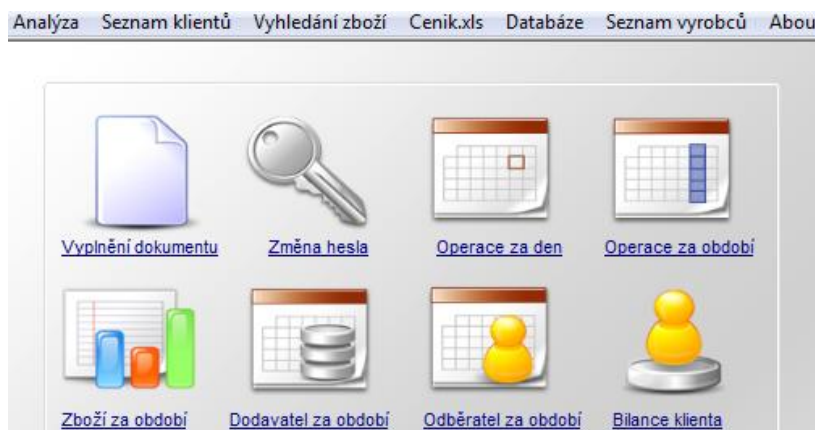 Analýza Seznam klientů Vyhledání zboží Cenik.xls Databáze Seznam vyrobců Abou
Vyplnění dokumentu Změna hesla Operace za den Operace za období
Zboží za období Dodavatel za období Odběratel za období Bilance klienta